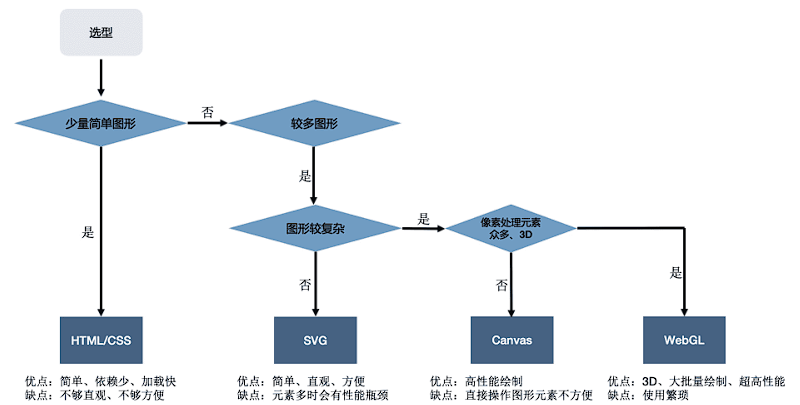 选型
少量简单图形
否
较多图形
是
是
图形较复杂
是
像素处理元素
众多、3D
否
否
是
HTML/CSS
SVG
Canvas
WebGL
优点：简单、依赖少、加载快
缺点：不够直观、不够方便
优点：简单、直观、方便
缺点：元素多时会有性能瓶颈
优点：高性能绘制
缺点：直接操作图形元素不方便
优点：3D、大批量绘制、超高性能
缺点：使用繁琐